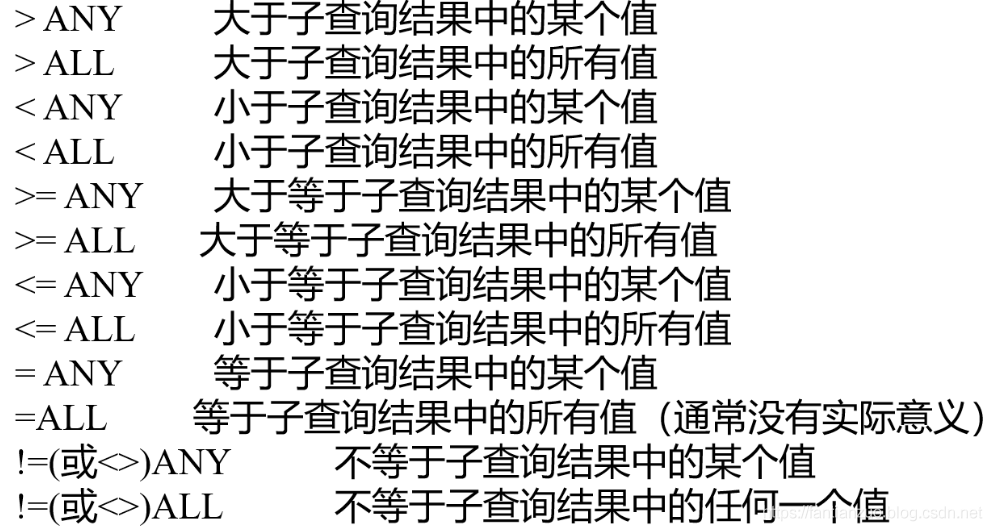 > ANY 大于子查询结果中的某个值
> ALL 大于子查询结果中的所有值
< ANY 小于子查询结果中的某个值
< ALL 小于子查询结果中的所有值
>= ANY 大于等于子查询结果中的某个值
>= ALL 大于等于子查询结果中的所有值
<= ANY 小于等于子查询结果中的某个值
<= ALL 小于等于子查询结果中的所有值
= ANY 等于子查询结果中的某个值
=ALL 等于子查询结果中的所有值（通常没有实际意义）
!=(或<>)ANY 不等于子查询结果中的某个值
!=(或<>)ALL 不等于子查询结果中的任何一个值
blog.csdn.net